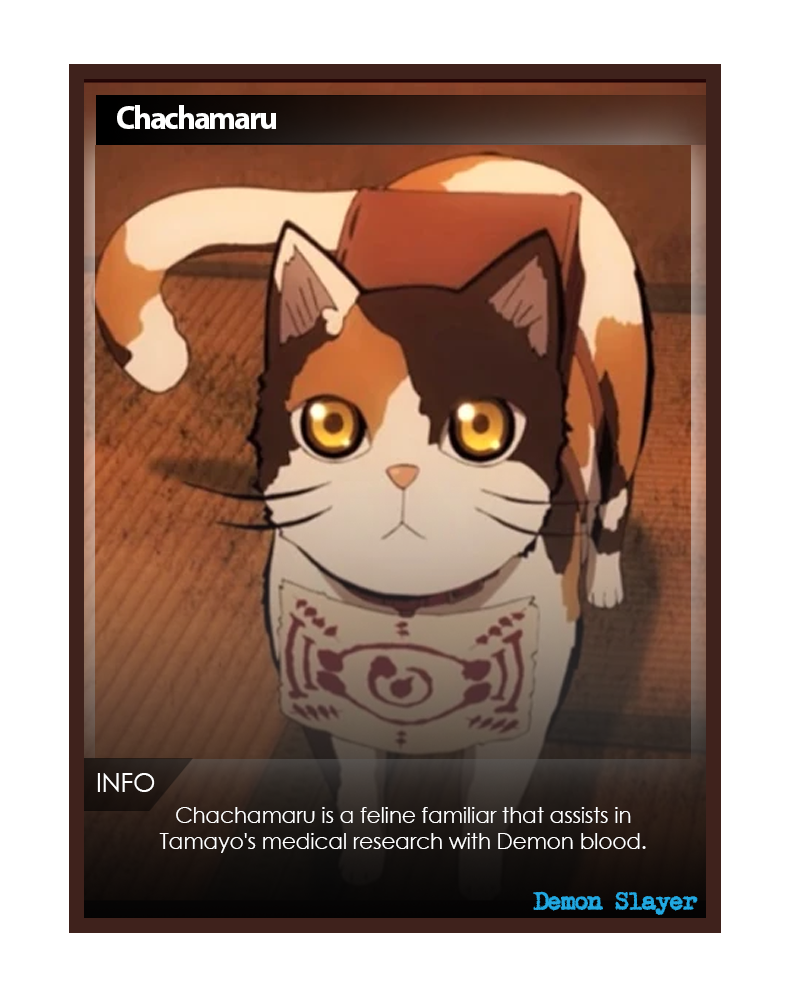 Chachamaru
INFO
Chachamaru is a feline familiar that assists in
Tamayo's medical research with Demon blood.
Demon Slayer